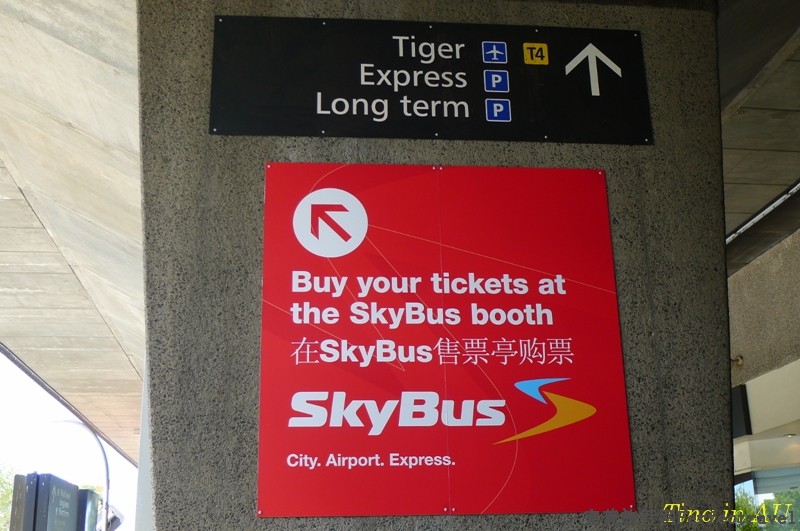 Tiger T4
Express P
Long term P
Buy your tickets at
the SkyBus booth
在SkyBus售票亭购票
SkyBus
City. Airport. Express.
Tino in AU